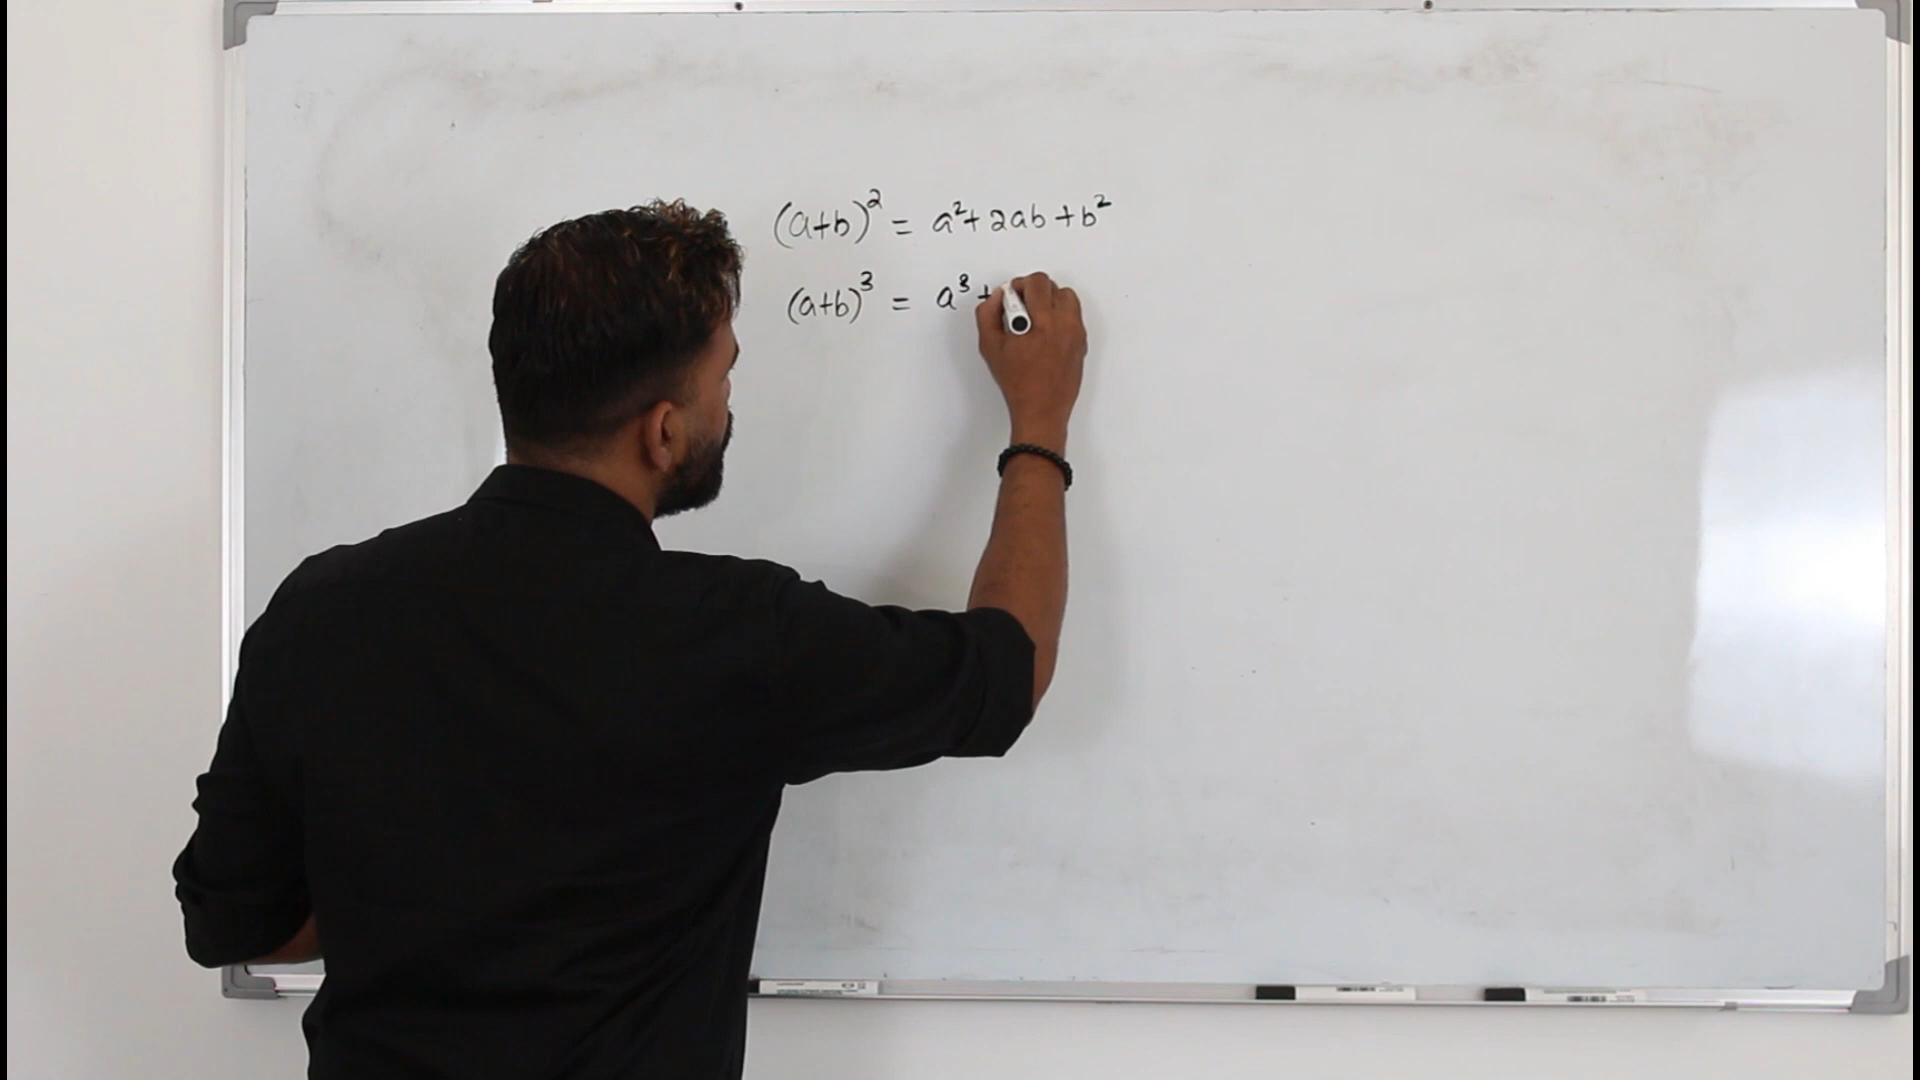 (a+b)² = a²+2ab+b²
(a+b)³ = a³+